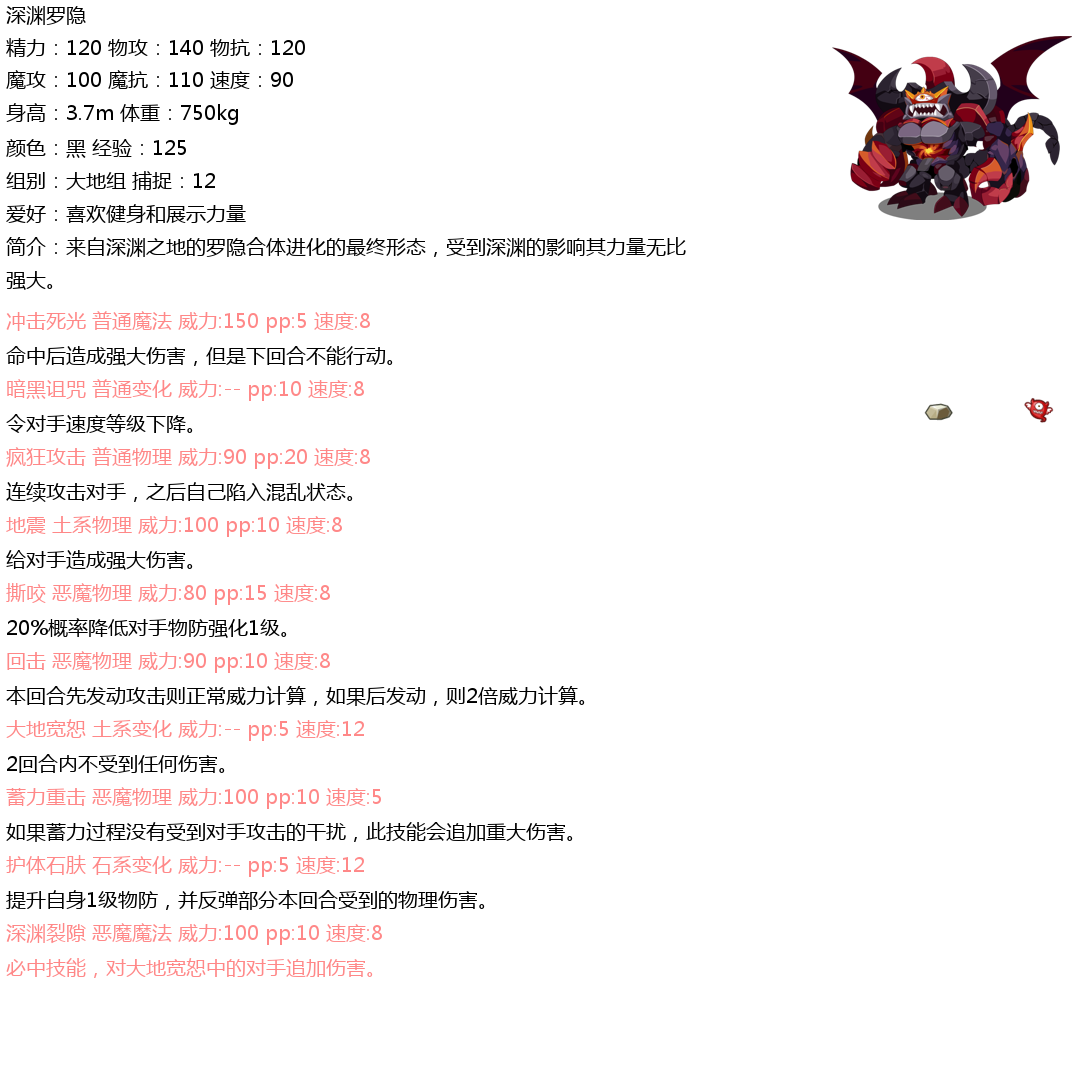 深渊罗隐
精力：120 物攻：140 物抗：120
魔攻：100 魔抗：110 速度：90
身高：3.7m 体重：750kg
颜色：黑 经验：125
组别：大地组 捕捉：12
爱好：喜欢健身和展示力量
简介：来自深渊之地的罗隐合体进化的最终形态，受到深渊的影响其力量无比
强大。
冲击死光 普通魔法 威力:150 pp:5 速度:8
命中后造成强大伤害，但是下回合不能行动。
暗黑诅咒 普通变化 威力:-- pp:10 速度:8
令对手速度等级下降。
疯狂攻击 普通物理 威力:90 pp:20 速度:8
连续攻击对手，之后自己陷入混乱状态。
地震 土系物理 威力:100 pp:10 速度:8
给对手造成强大伤害。
撕咬 恶魔物理 威力:80 pp:15 速度:8
20%概率降低对手物防强化1级。
回击 恶魔物理 威力:90 pp:10 速度:8
本回合先发动攻击则正常威力计算，如果后发动，则2倍威力计算。
大地宽恕 土系变化 威力:-- pp:5 速度:12
2回合内不受到任何伤害。
蓄力重击 恶魔物理 威力:100 pp:10 速度:5
如果蓄力过程没有受到对手攻击的干扰，此技能会追加重大伤害。
护体石肤 石系变化 威力:-- pp:5 速度:12
提升自身1级物防，并反弹部分本回合受到的物理伤害。
深渊裂隙 恶魔魔法 威力:100 pp:10 速度:8
必中技能，对大地宽恕中的对手追加伤害。